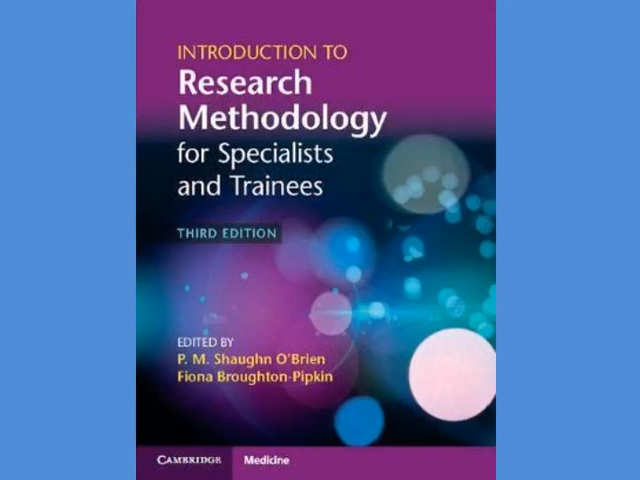 INTRODUCTION TO
Research
Methodology
for Specialists
and Trainees
THIRD EDITION
EDITED BY
P. M. Shaughn O'Brien
Fiona Broughton-Pipkin
CAMBRIDGE Medicine